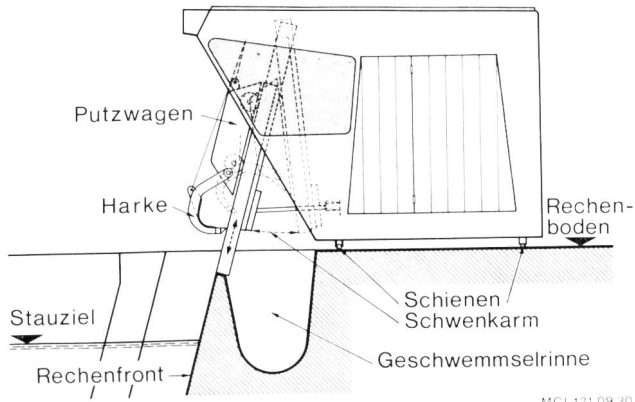 Putzwagen
Harke
Rechen-
boden
Schienen
Stauziel
Schwenkarm
Geschwemmselrinne
Rechenfront